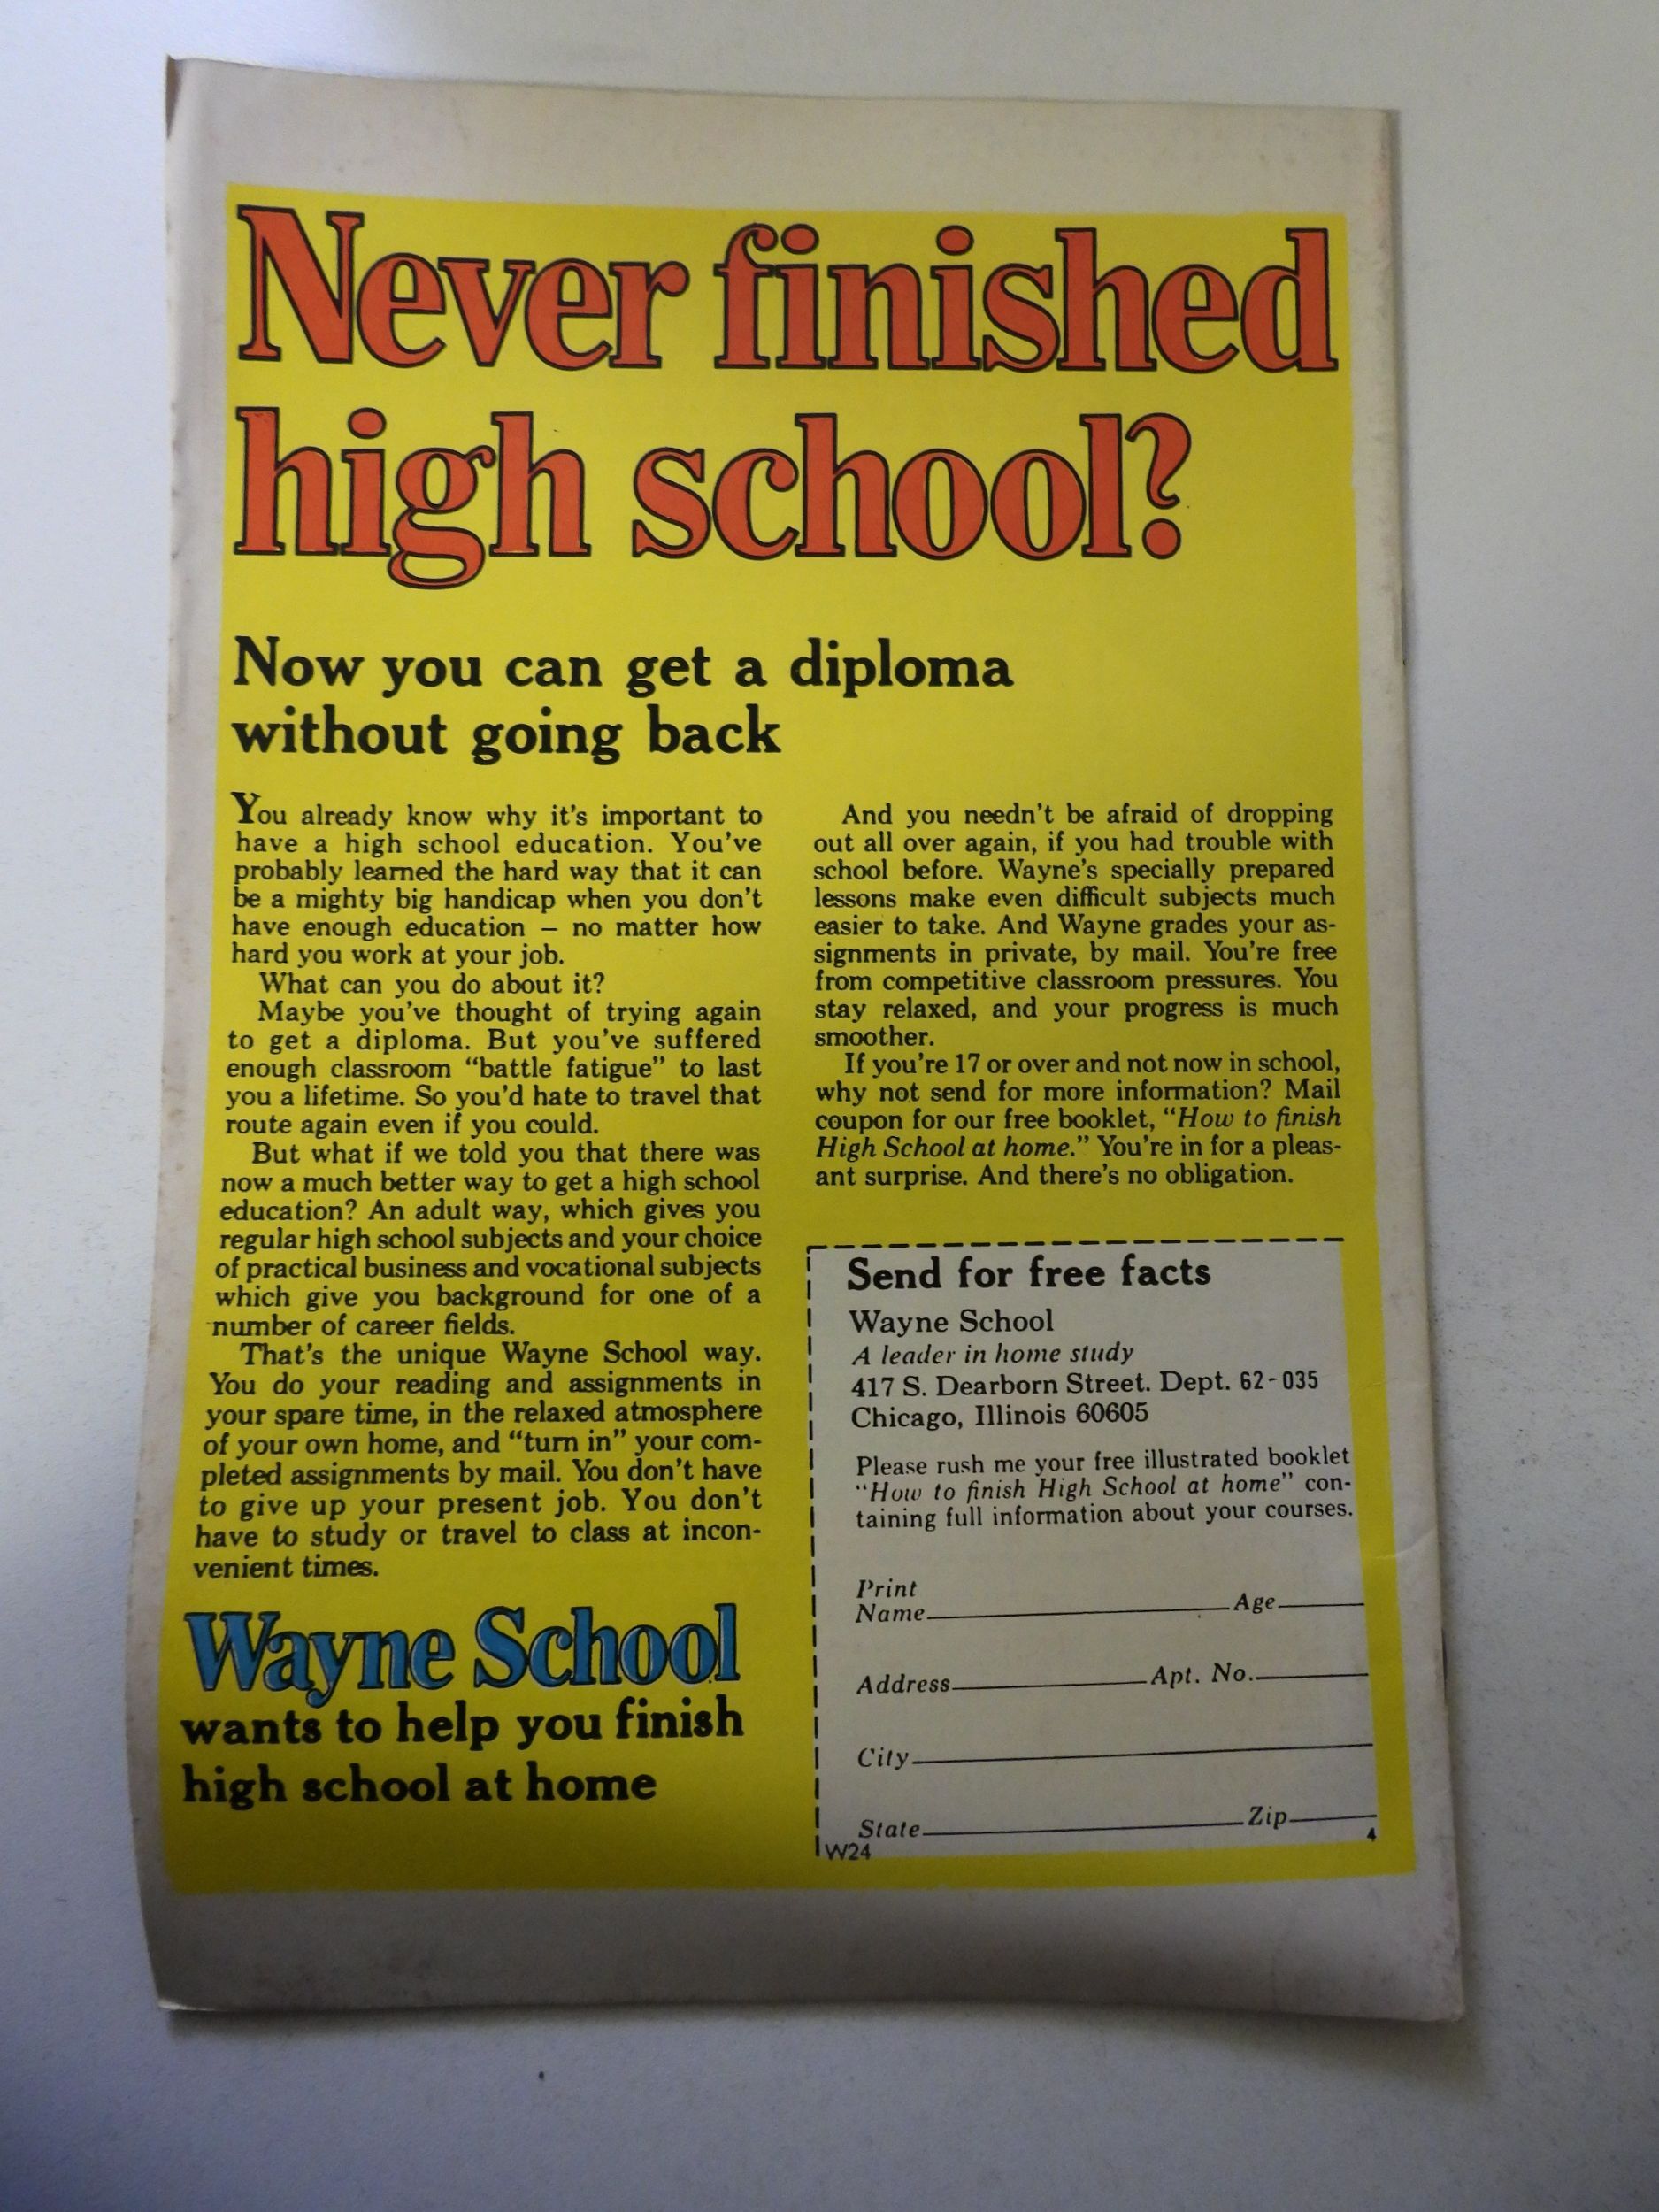 Never finished
high school?
Now you can get a diploma
without going back
You already know why it's important to
have a high school education. You've
probably learned the hard way that it can
be a mighty big handicap when you don't
have enough education – no matter how
hard you work at your job.
What can you do about it?
Maybe you've thought of trying again
to get a diploma. But you've suffered
enough classroom "battle fatigue" to last
you a lifetime. So you'd hate to travel that
route again even if you could.
But what if we told you that there was
now a much better way to get a high school
education? An adult way, which gives you
regular high school subjects and your choice
of practical business and vocational subjects
which give you background for one of a
number of career fields.
That's the unique Wayne School way.
You do your reading and assignments in
your spare time, in the relaxed atmosphere
of your own home, and "turn in" your com-
pleted assignments by mail. You don't have
to give up your present job. You don't
have to study or travel to class at incon-
venient times.
Wayne School
wants to help you finish
high school at home
And you needn't be afraid of dropping
out all over again, if you had trouble with
school before. Wayne's specially prepared
lessons make even difficult subjects much
easier to take. And Wayne grades your as-
signments in private, by mail. You're free
from competitive classroom pressures. You
stay relaxed, and your progress is much
smoother.
If you're 17 or over and not now in school,
why not send for more information? Mail
coupon for our free booklet, "How to finish
High School at home." You're in for a pleas-
ant surprise. And there's no obligation.
Send for free facts
Wayne School
A leader in home study
417 S. Dearborn Street. Dept. 62-035
Chicago, Illinois 60605
Please rush me your free illustrated booklet
"How to finish High School at home" con-
taining full information about your courses.
Print
Name Age
Address Apt. No.
City
State Zip
W24 4